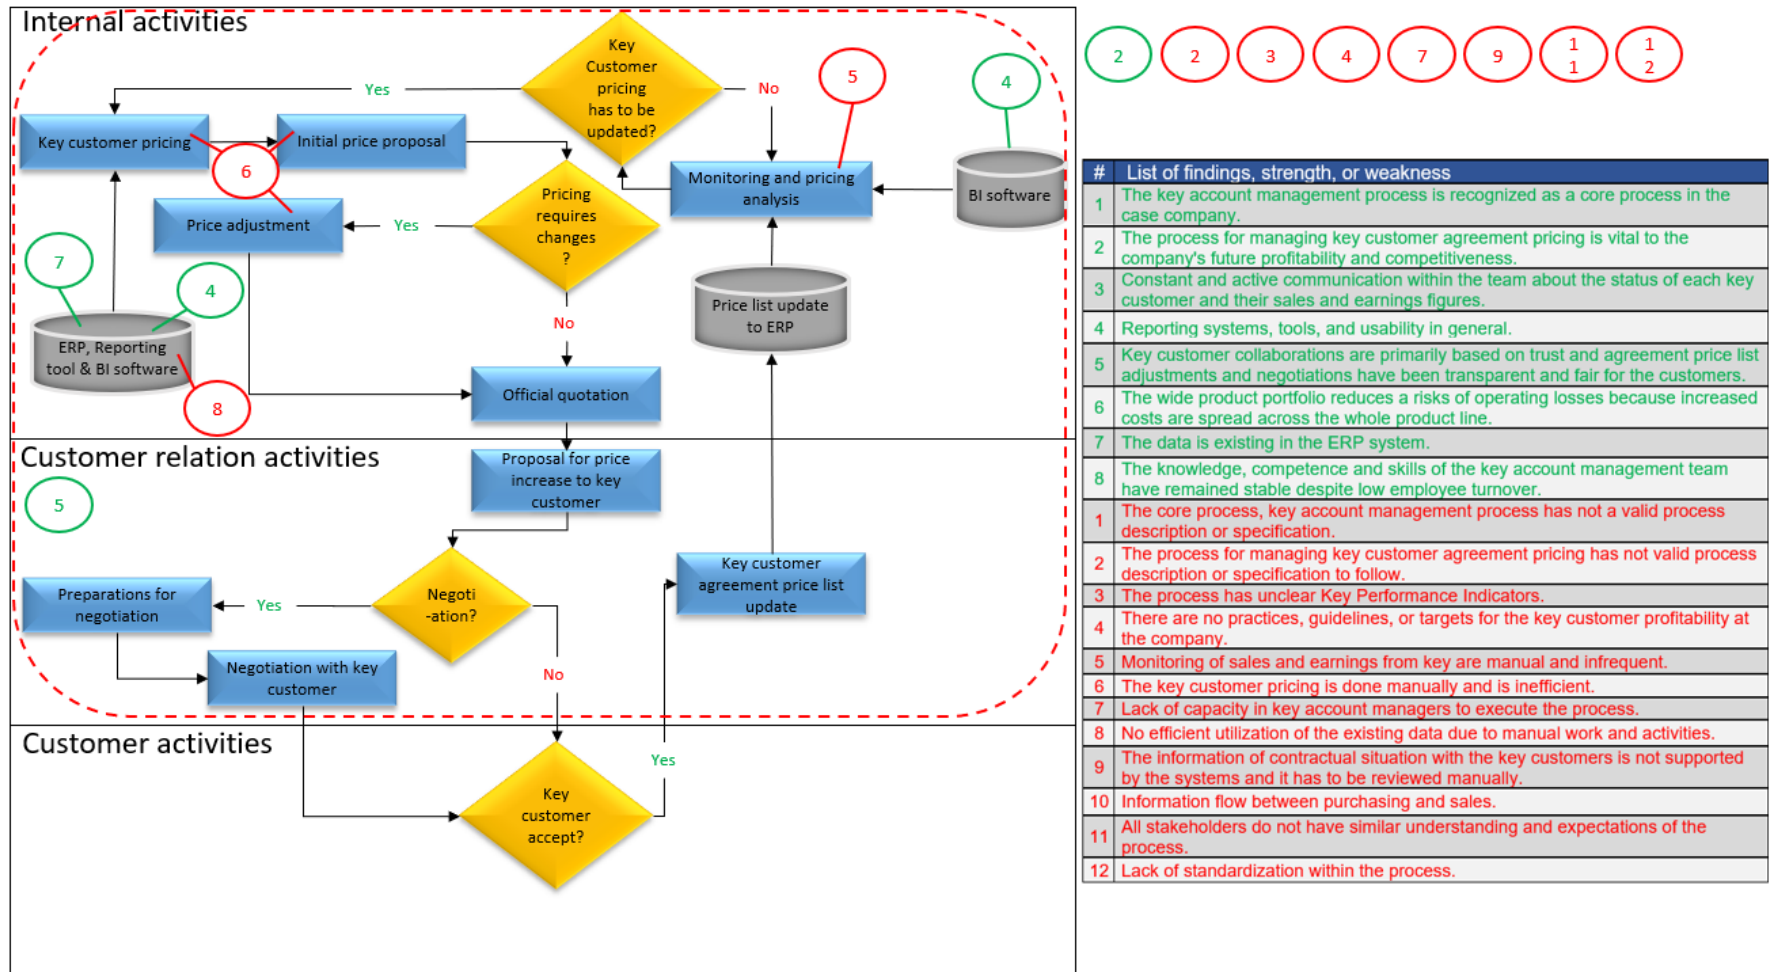 Internal activities
Key
Customer
pricing
has to be
updated?
Yes
No
5
4
2
2
3
4
7
9
1
1
1
2
Key customer pricing
Initial price proposal
6
Monitoring and pricing
analysis
BI software
Price adjustment
Yes
Pricing
requires
changes
?
7
4
No
Price list update
to ERP
ERP, Reporting
tool & BI software
8
Official quotation
Customer relation activities
5
Proposal for price
increase to key
customer
Preparations for
negotiation
Yes
Negoti
-ation?
Key customer
agreement price list
update
Negotiation with key
customer
No
Customer activities
Yes
Key
customer
accept?
# List of findings, strength, or weakness
1 The key account management process is recognized as a core process in the
case company.
2 The process for managing key customer agreement pricing is vital to the
company's future profitability and competitiveness.
3 Constant and active communication within the team about the status of each key
customer and their sales and earnings figures.
4 Reporting systems, tools, and usability in general.
5 Key customer collaborations are primarily based on trust and agreement price list
adjustments and negotiations have been transparent and fair for the customers.
6 The wide product portfolio reduces a risks of operating losses because increased
costs are spread across the whole product line.
7 The data is existing in the ERP system.
8 The knowledge, competence and skills of the key account management team
have remained stable despite low employee turnover.
1 The core process, key account management process has not a valid process
description or specification.
2 The process for managing key customer agreement pricing has not valid process
description or specification to follow.
3 The process has unclear Key Performance Indicators.
4 There are no practices, guidelines, or targets for the key customer profitability at
the company.
5 Monitoring of sales and earnings from key are manual and infrequent.
6 The key customer pricing is done manually and is inefficient.
7 Lack of capacity in key account managers to execute the process.
8 No efficient utilization of the existing data due to manual work and activities.
9 The information of contractual situation with the key customers is not supported
by the systems and it has to be reviewed manually.
10 Information flow between purchasing and sales.
11 All stakeholders do not have similar understanding and expectations of the
process.
12 Lack of standardization within the process.